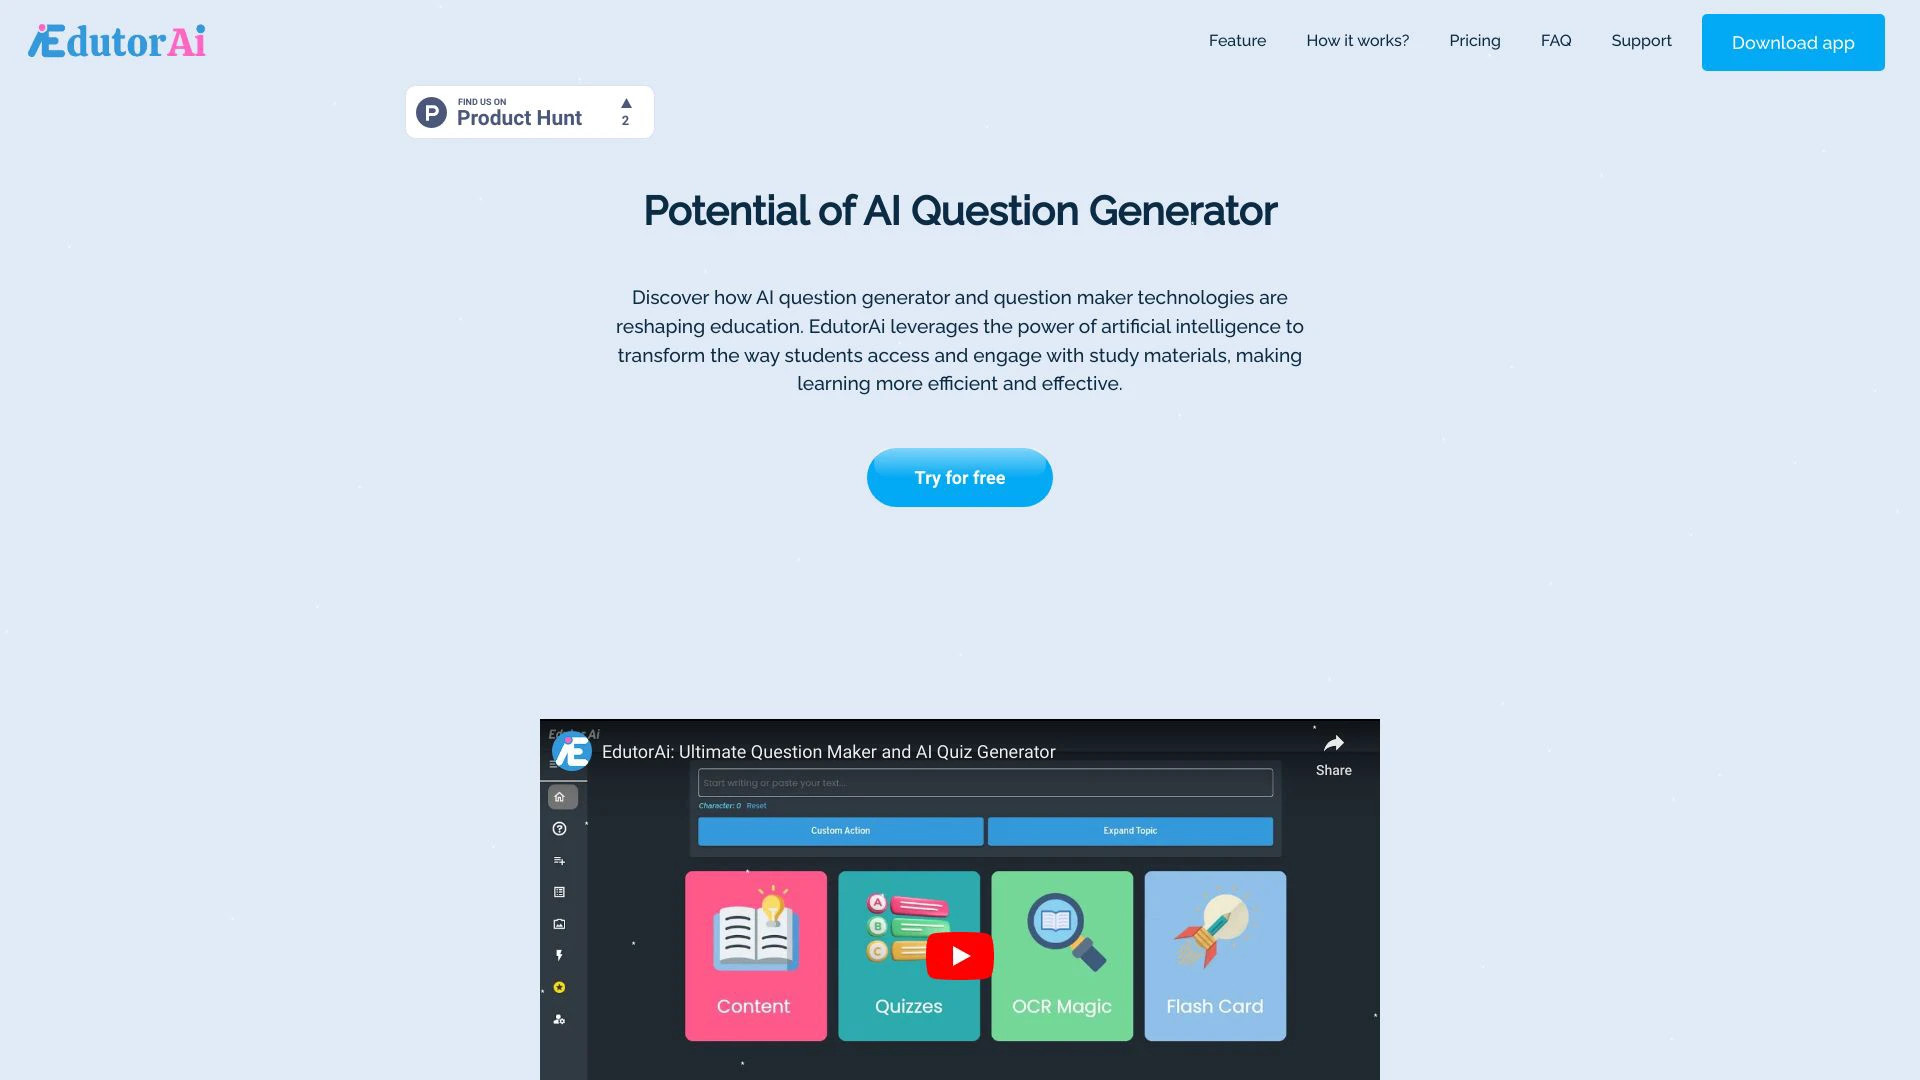 ÆdutorAi
Feature
How it works?
Pricing
FAQ
Support
Download app
P
FIND US ON
Product Hunt
2
Potential of AI Question Generator
Discover how AI question generator and question maker technologies are
reshaping education. EdutorAi leverages the power of artificial intelligence to
transform the way students access and engage with study materials, making
learning more efficient and effective.
Try for free
Æ
EdutorAi: Ultimate Question Maker and AI Quiz Generator
Share
Start writing or paste your text...
Character: 0 Reset
Custom Action
Expand Topic
A
B
C
Content
Quizzes
OCR Magic
Flash Card